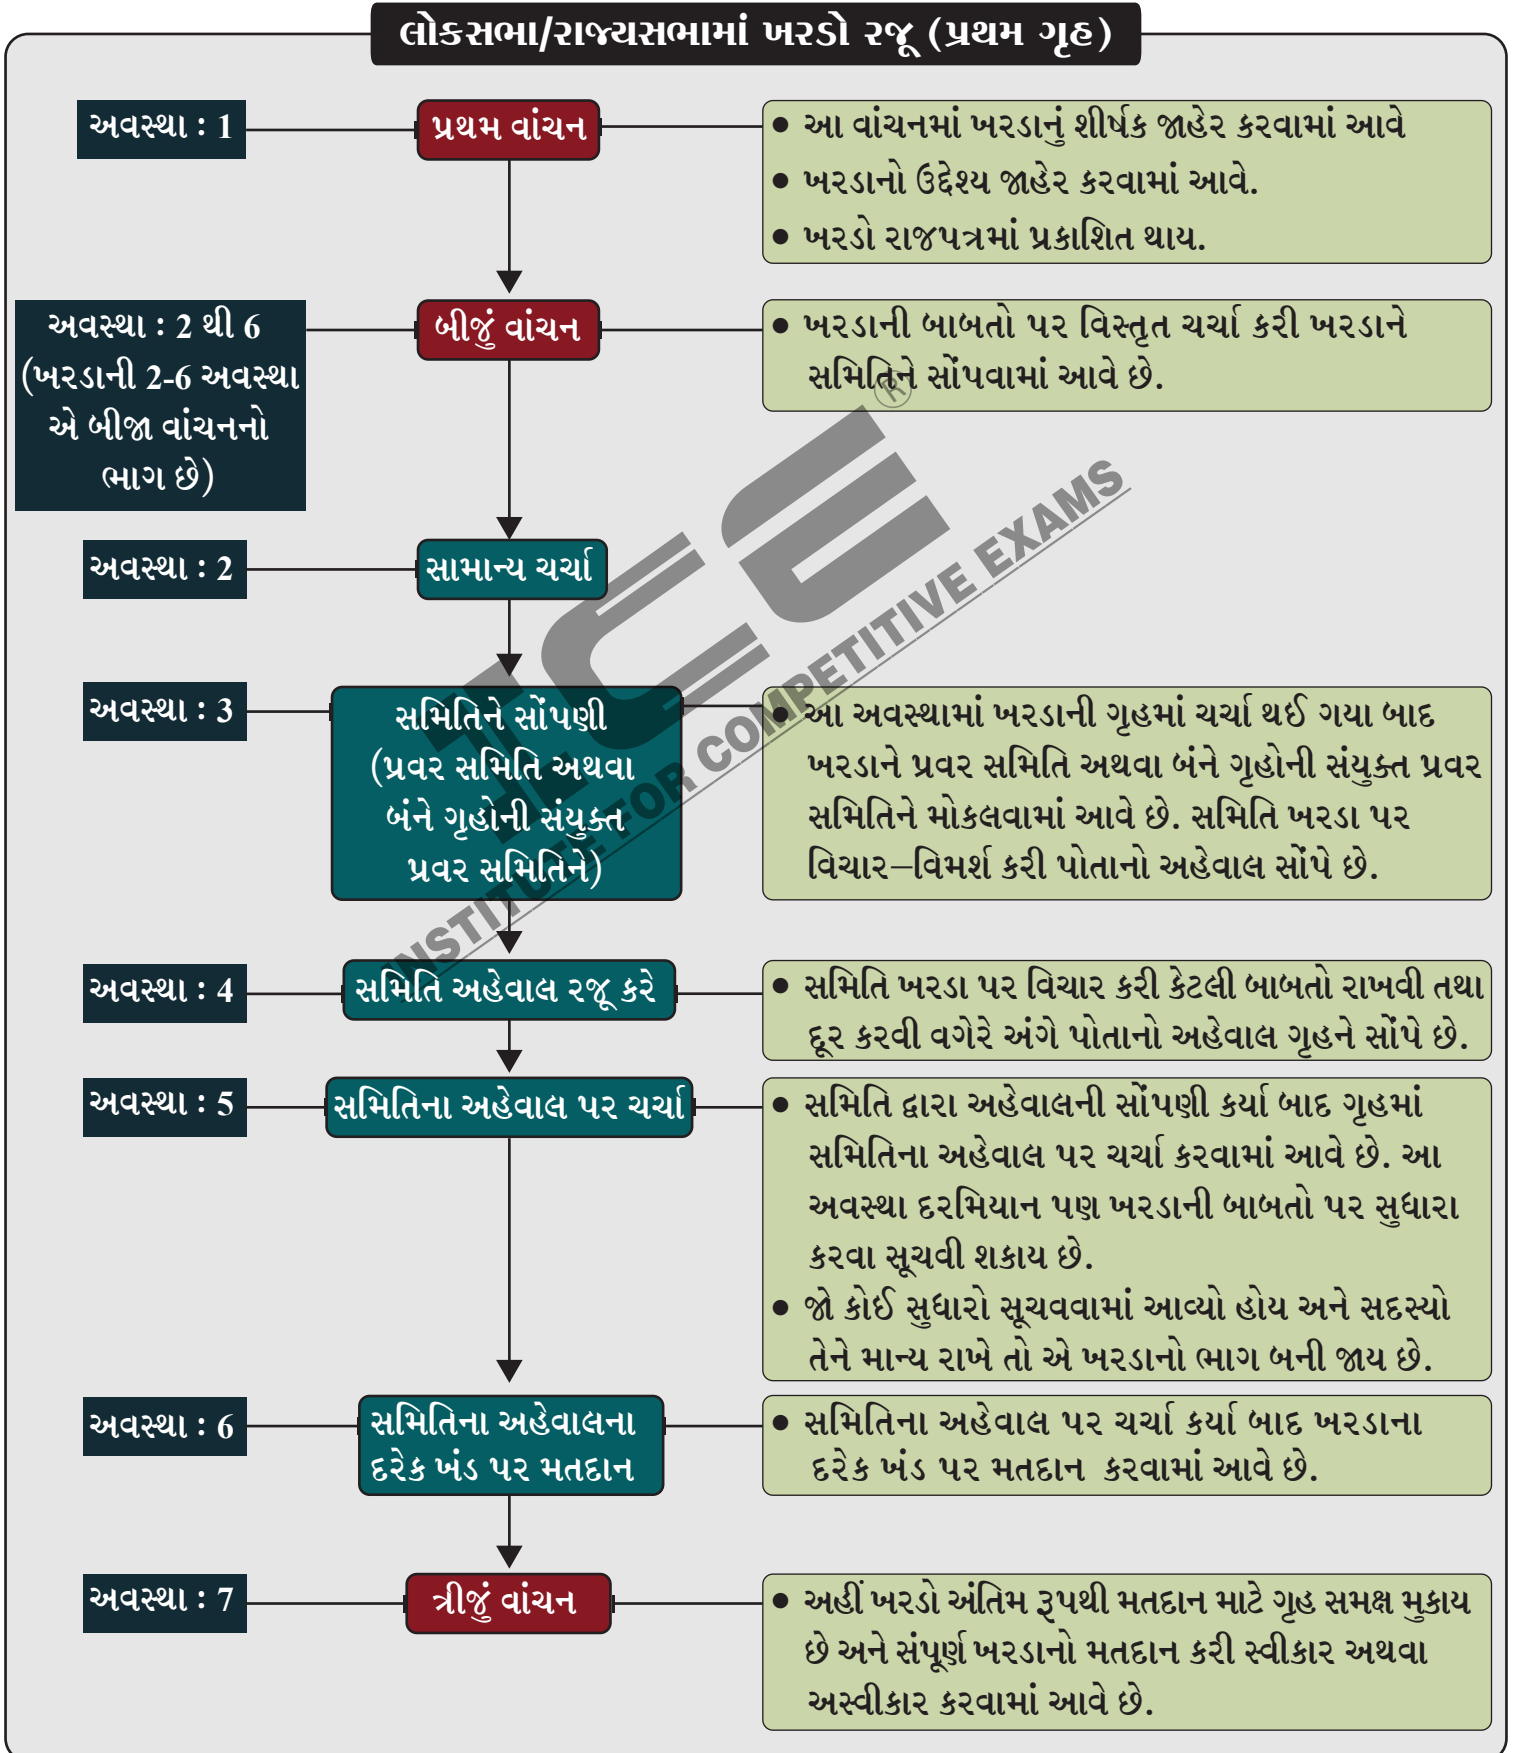 લોકસભા/રાજ્યસભામાં ખરડો રજૂ (પ્રથમ ગૃહ)
અવસ્થા : 1
પ્રથમ વાંચન
● આ વાંચનમાં ખરડાનું શીર્ષક જાહેર કરવામાં આવે
● ખરડાનો ઉદ્દેશ્ય જાહેર કરવામાં આવે.
● ખરડો રાજપત્રમાં પ્રકાશિત થાય.
અવસ્થા : 2 થી 6
(ખરડાની 2-6 અવસ્થા
એ બીજા વાંચનનો
ભાગ છે)
બીજું વાંચન
● ખરડાની બાબતો પર વિસ્તૃત ચર્ચા કરી ખરડાને
સમિતિને સોંપવામાં આવે છે.
અવસ્થા : 2
સામાન્ય ચર્ચા
અવસ્થા : 3
સમિતિને સોંપણી
(પ્રવર સમિતિ અથવા
બંને ગૃહોની સંયુક્ત
પ્રવર સમિતિને)
● આ અવસ્થામાં ખરડાની ગૃહમાં ચર્ચા થઈ ગયા બાદ
ખરડાને પ્રવર સમિતિ અથવા બંને ગૃહોની સંયુક્ત પ્રવર
સમિતિને મોકલવામાં આવે છે. સમિતિ ખરડા પર
વિચાર–વિમર્શ કરી પોતાનો અહેવાલ સોંપે છે.
અવસ્થા : 4
સમિતિ અહેવાલ રજૂ કરે
● સમિતિ ખરડા પર વિચાર કરી કેટલી બાબતો રાખવી તથા
દૂર કરવી વગેરે અંગે પોતાનો અહેવાલ ગૃહને સોંપે છે.
અવસ્થા : 5
સમિતિના અહેવાલ પર ચર્ચા
● સમિતિ દ્વારા અહેવાલની સોંપણી કર્યા બાદ ગૃહમાં
સમિતિના અહેવાલ પર ચર્ચા કરવામાં આવે છે. આ
અવસ્થા દરમિયાન પણ ખરડાની બાબતો પર સુધારા
કરવા સૂચવી શકાય છે.
● જો કોઈ સુધારો સૂચવવામાં આવ્યો હોય અને સદસ્યો
તેને માન્ય રાખે તો એ ખરડાનો ભાગ બની જાય છે.
અવસ્થા : 6
સમિતિના અહેવાલના
દરેક ખંડ પર મતદાન
● સમિતિના અહેવાલ પર ચર્ચા કર્યા બાદ ખરડાના
દરેક ખંડ પર મતદાન કરવામાં આવે છે.
અવસ્થા : 7
ત્રીજું વાંચન
● અહીં ખરડો અંતિમ રૂપથી મતદાન માટે ગૃહ સમક્ષ મુકાય
છે અને સંપૂર્ણ ખરડાનો મતદાન કરી સ્વીકાર અથવા
અસ્વીકાર કરવામાં આવે છે.
ICE ®
INSTITUTE FOR COMPETITIVE EXAMS